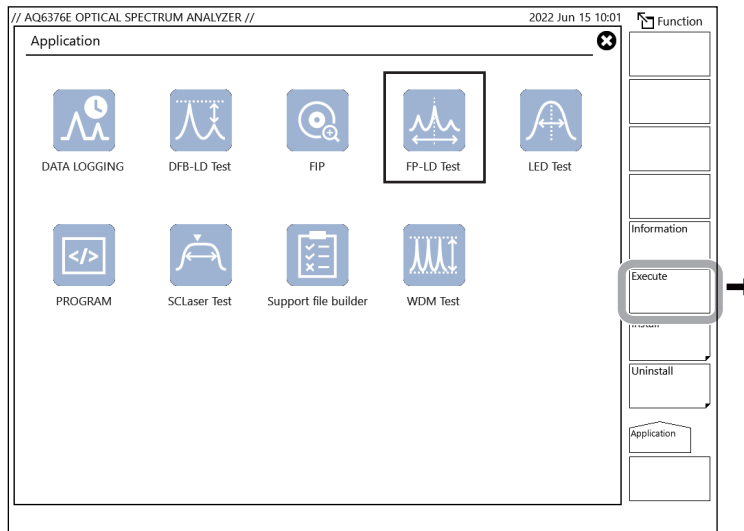 // AQ6376E OPTICAL SPECTRUM ANALYZER // 2022 Jun 15 10:01
Function
Application
DATA LOGGING DFB-LD Test FIP FP-LD Test LED Test
Information
</> 
PROGRAM SCLaser Test Support file builder WDM Test
Execute
Install
Uninstall
Application